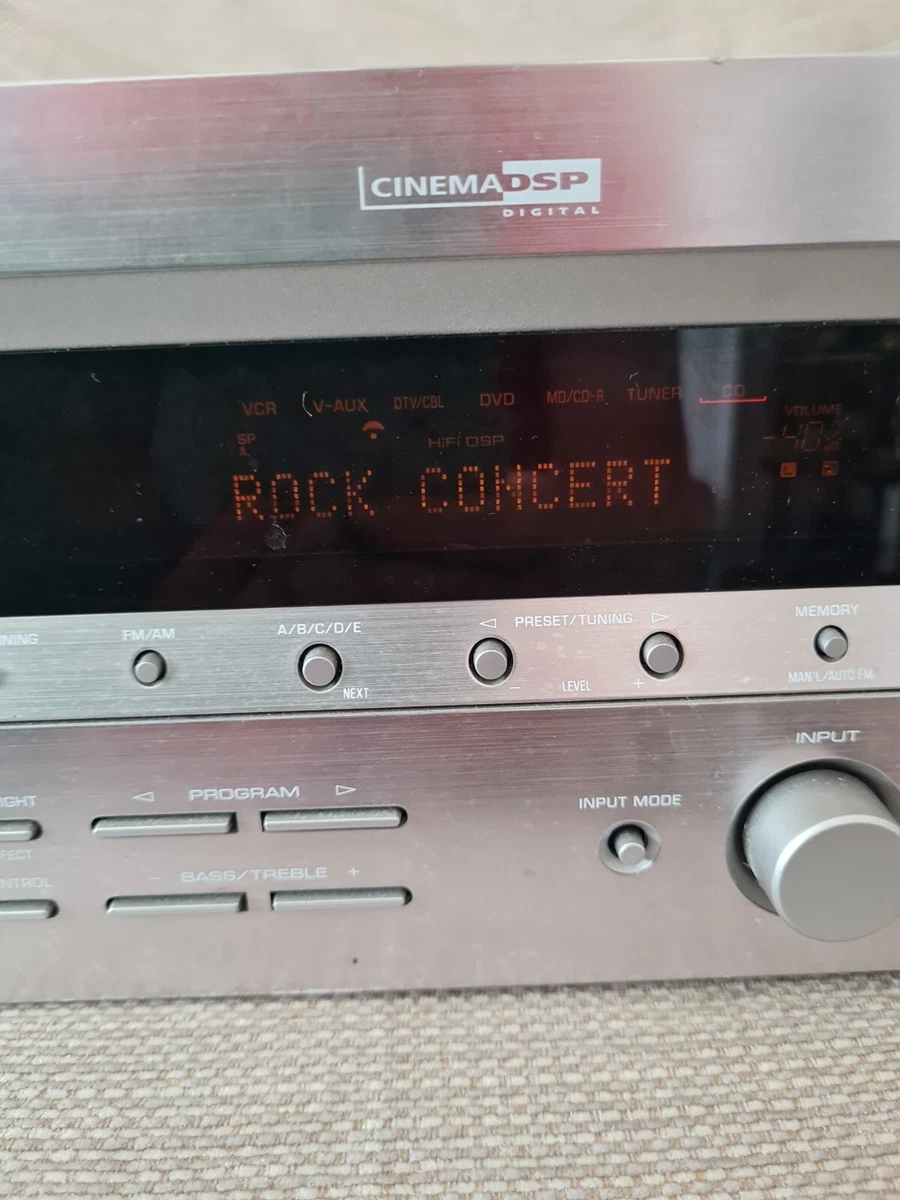 CINEMA DSP
DIGITAL
VCR V-AUX DTV/CBL DVD MD/CD-R TUNER CD
VOLUME
SP
A
HiFi DSP
L R
ROCK CONCERT
FM/AM A/B/C/D/E ◁ PRESET/TUNING ▷ MEMORY
NEXT − LEVEL + MAN'L/AUTO FM
INPUT
◁ PROGRAM ▷ INPUT MODE
− BASS/TREBLE +